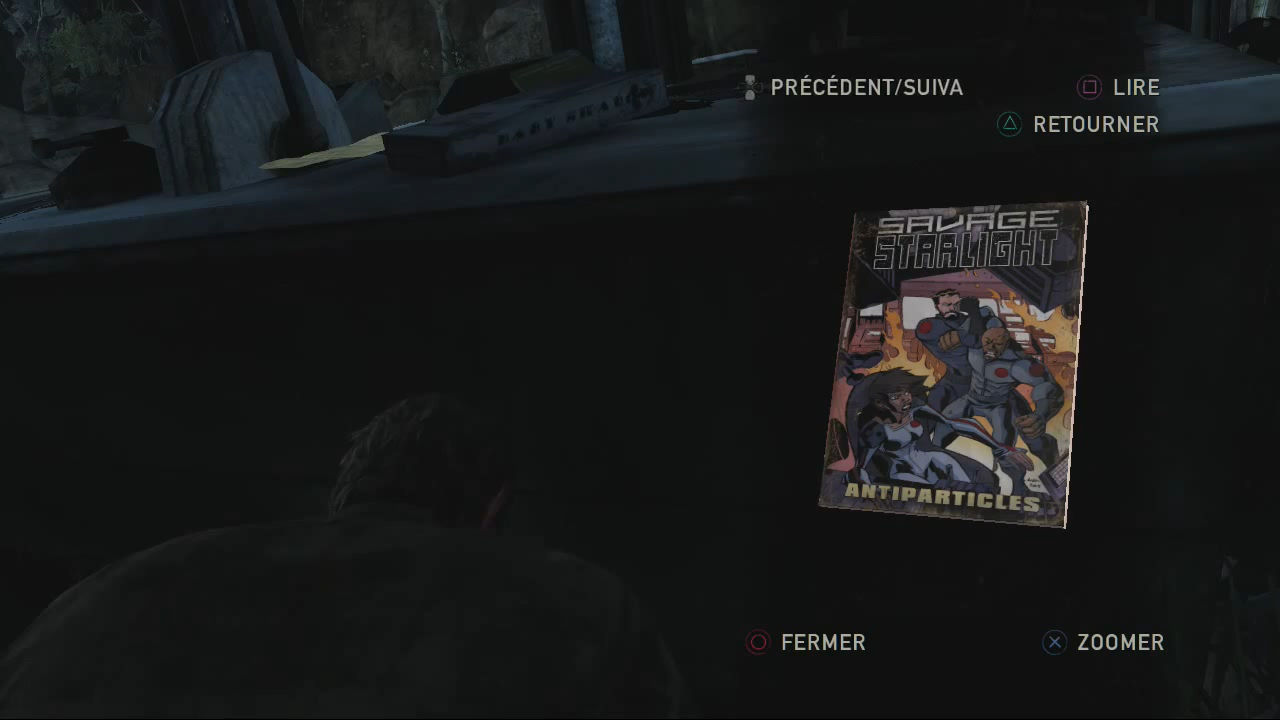 PRÉCÉDENT/SUIVA
LIRE
RETOURNER
SAVAGE
STARLIGHT
ANTIPARTICLES
FERMER
ZOOMER